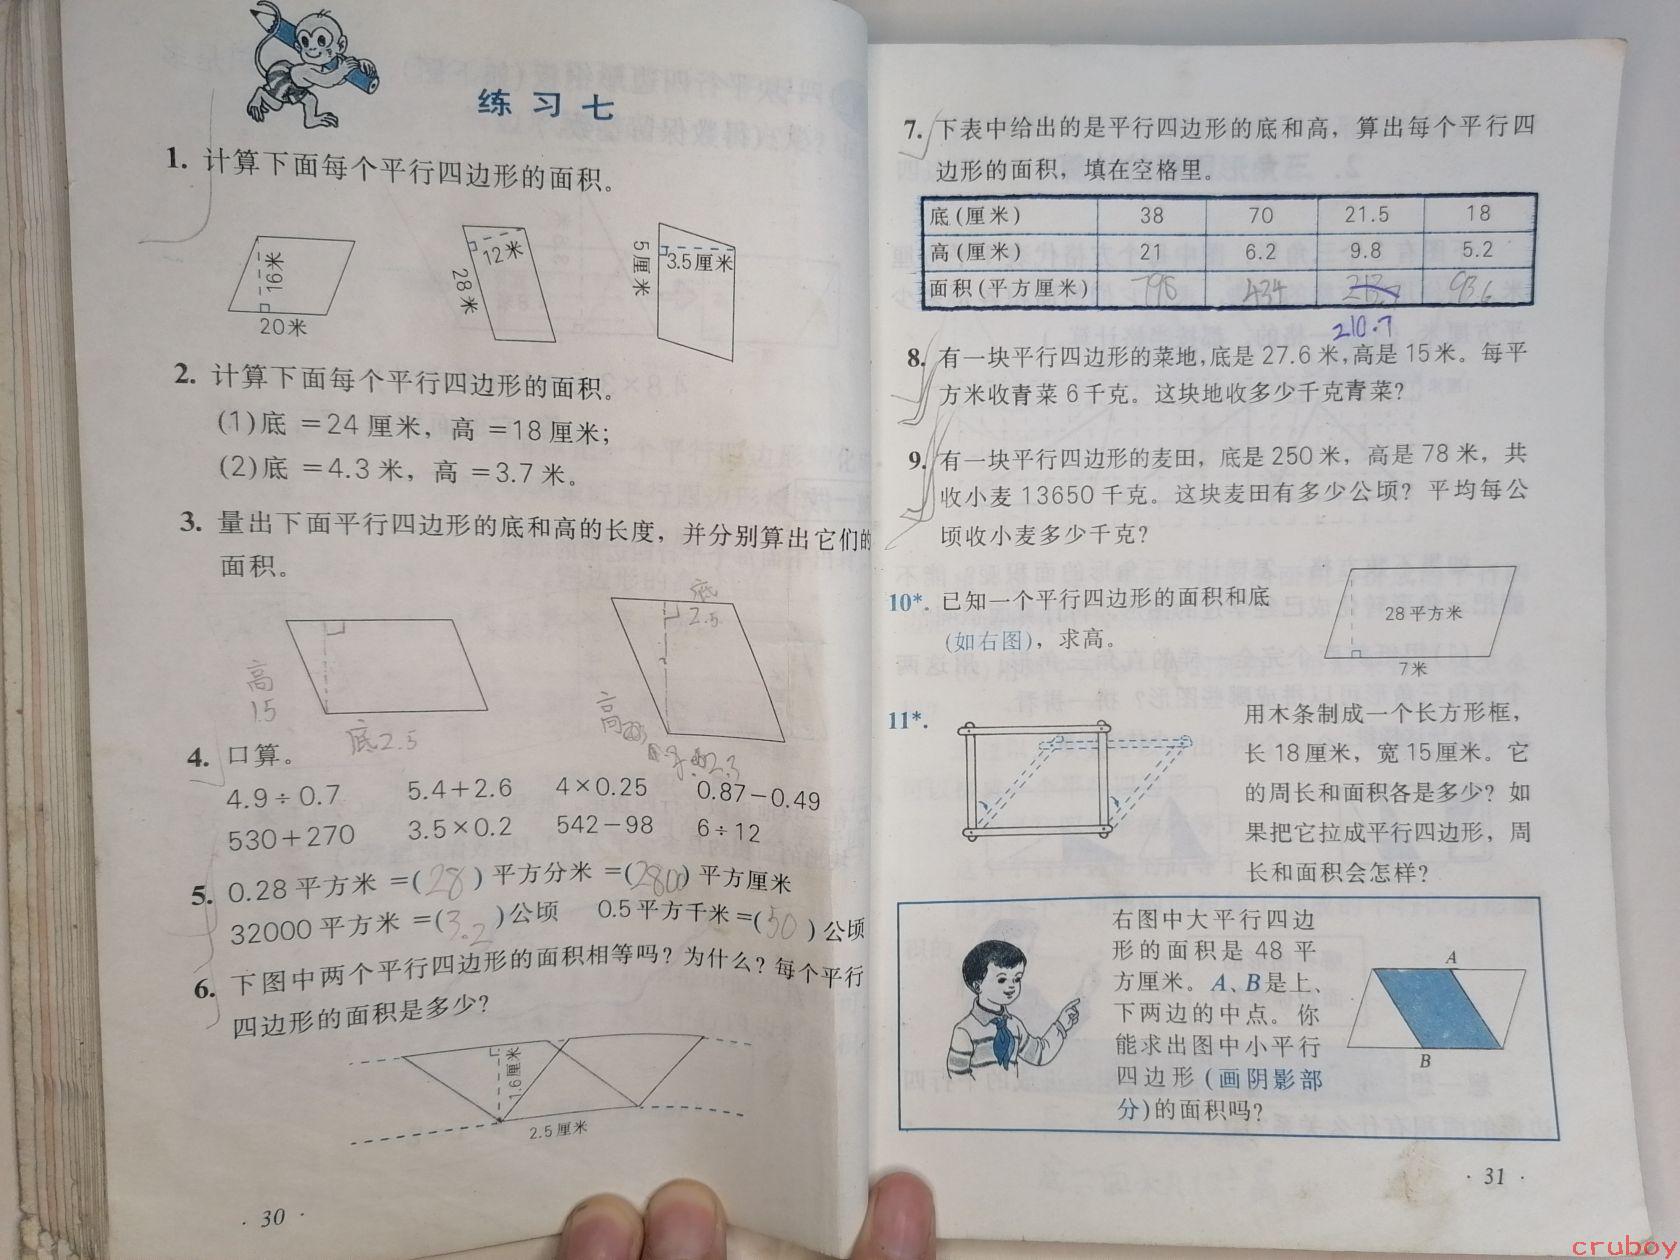 练习七
1. 计算下面每个平行四边形的面积。
16米
20米
12米
28米
5厘米
3.5厘米
2. 计算下面每个平行四边形的面积。
(1)底 =24 厘米，高 =18 厘米；
(2)底 =4.3 米，高 =3.7 米。
3. 量出下面平行四边形的底和高的长度，并分别算出它们的
面积。
高
1.5
底2.5
底
2.5
高
2.3
4. 口算。
4.9÷0.7 5.4+2.6 4×0.25 0.87-0.49
530+270 3.5×0.2 542-98 6÷12
5. 0.28 平方米 =(28)平方分米 =(2800)平方厘米
32000 平方米 =(3.2)公顷 0.5平方千米=(50)公顷
6. 下图中两个平行四边形的面积相等吗？为什么？每个平行
四边形的面积是多少？
1.6厘米
2.5厘米
· 30 ·
7. 下表中给出的是平行四边形的底和高，算出每个平行四
边形的面积，填在空格里。
底(厘米) 38 70 21.5 18
高(厘米) 21 6.2 9.8 5.2
面积(平方厘米) 798 434 93.6
210.7
8. 有一块平行四边形的菜地，底是 27.6 米，高是 15 米。每平
方米收青菜 6 千克。这块地收多少千克青菜？
9. 有一块平行四边形的麦田，底是 250 米，高是 78 米，共
收小麦 13650 千克。这块麦田有多少公顷？平均每公
顷收小麦多少千克？
10*. 已知一个平行四边形的面积和底
(如右图)，求高。
28平方米
7米
11*. 用木条制成一个长方形框，
长 18厘米，宽 15厘米。它
的周长和面积各是多少？如
果把它拉成平行四边形，周
长和面积会怎样？
右图中大平行四边
形的面积是 48 平
方厘米。A、B是上、
下两边的中点。你
能求出图中小平行
四边形(画阴影部
分)的面积吗？
A
B
· 31 ·
cruboy